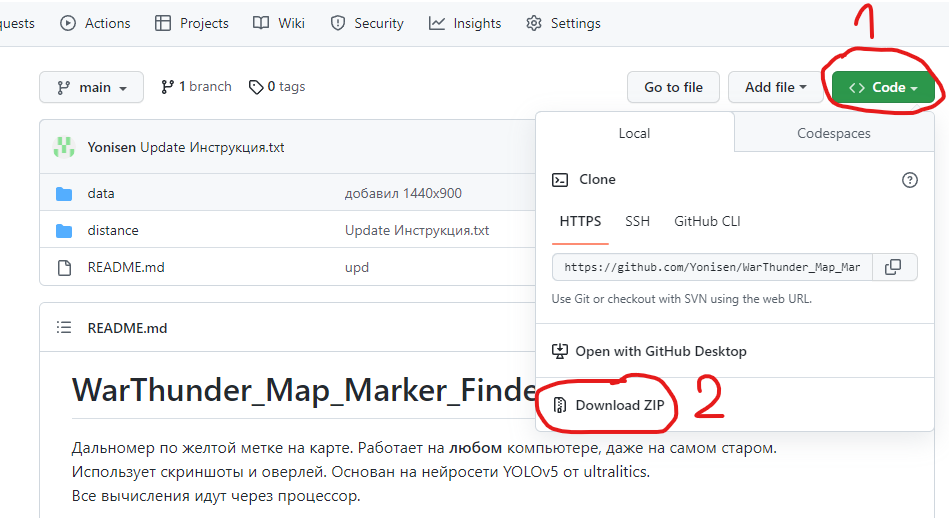 1
quests Actions Projects Wiki Security Insights Settings
main 1 branch 0 tags Go to file Add file Code
Local Codespaces
Yonisen Update Инструкция.txt
Clone
data добавил 1440x900
HTTPS SSH GitHub CLI
distance Update Инструкция.txt
README.md upd
https://github.com/Yonisen/WarThunder_Map_Mar
Use Git or checkout with SVN using the web URL.
README.md
Open with GitHub Desktop
WarThunder_Map_Marker_Finde
Download ZIP 2
Дальномер по желтой метке на карте. Работает на любом компьютере, даже на самом старом.
Использует скриншоты и оверлей. Основан на нейросети YOLOv5 от ultralitics.
Все вычисления идут через процессор.